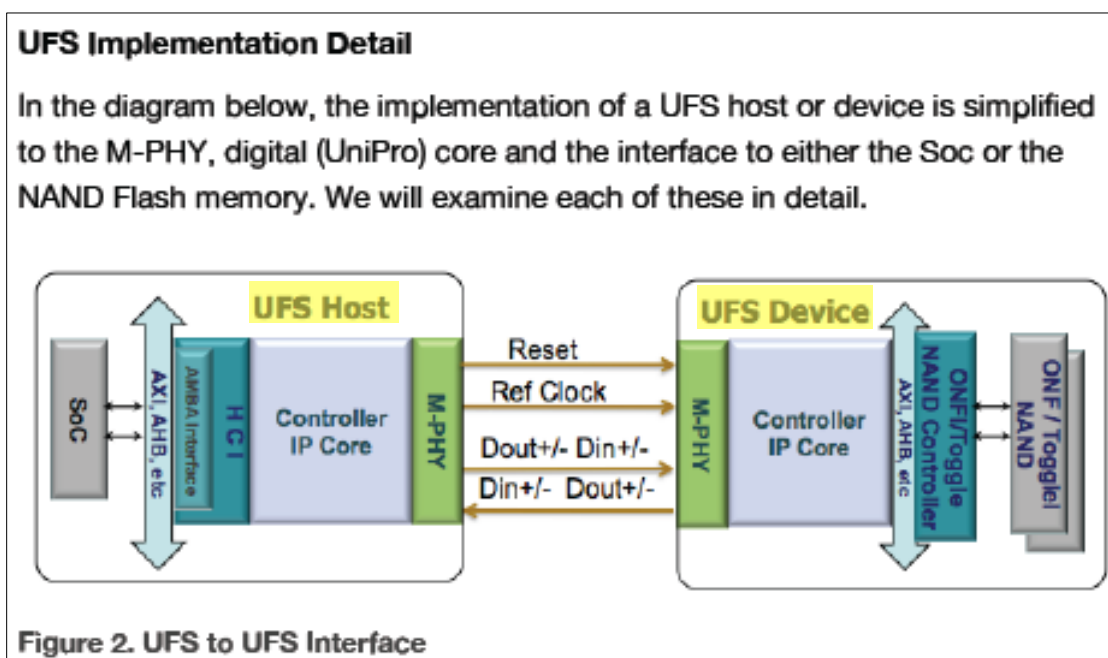 UFS Implementation Detail
In the diagram below, the implementation of a UFS host or device is simplified
to the M-PHY, digital (UniPro) core and the interface to either the Soc or the
NAND Flash memory. We will examine each of these in detail.
UFS Host
SoC
AXI, AHB, etc
AMBA Interface
HCI
Controller
IP Core
M-PHY
Reset
Ref Clock
Dout+/- Din+/-
Din+/- Dout+/-
UFS Device
M-PHY
Controller
IP Core
AXI, AHB, etc
ONFI/Toggle
NAND Controller
ONF / Togglel
NAND
Figure 2. UFS to UFS Interface